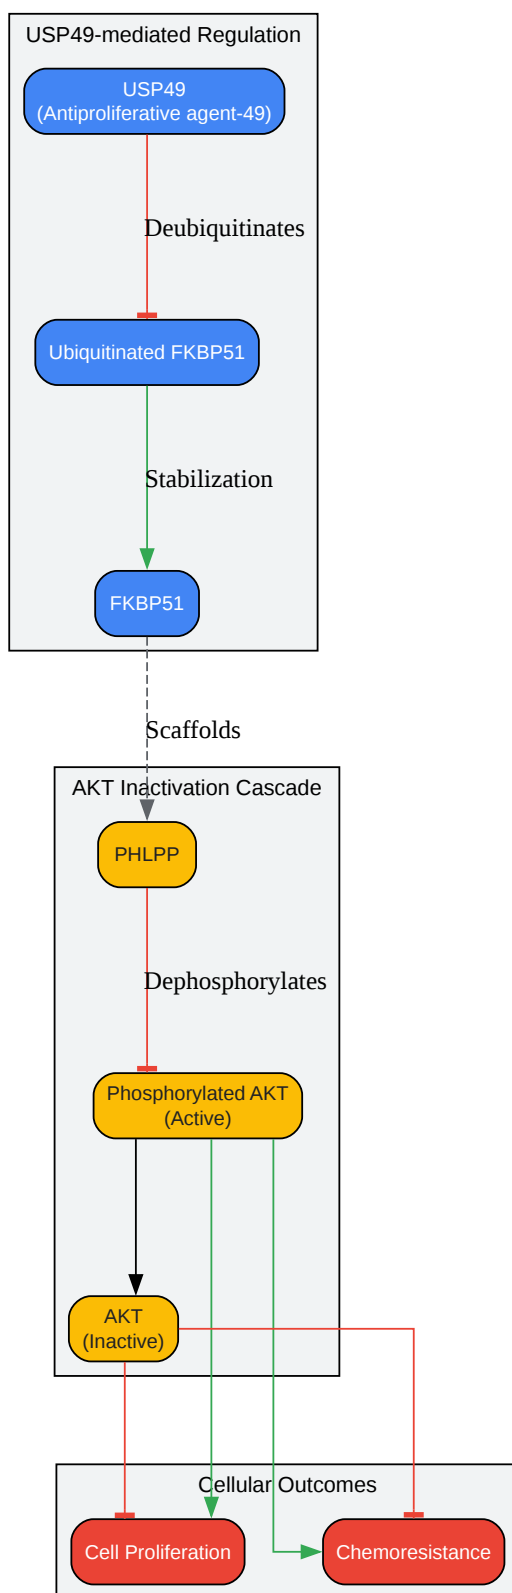 USP49-mediated Regulation
USP49
(Antiproliferative agent-49)
Deubiquitinates
Ubiquitinated FKBP51
Stabilization
FKBP51
Scaffolds
AKT Inactivation Cascade
PHLPP
Dephosphorylates
Phosphorylated AKT
(Active)
AKT
(Inactive)
Cellular Outcomes
Cell Proliferation
Chemoresistance